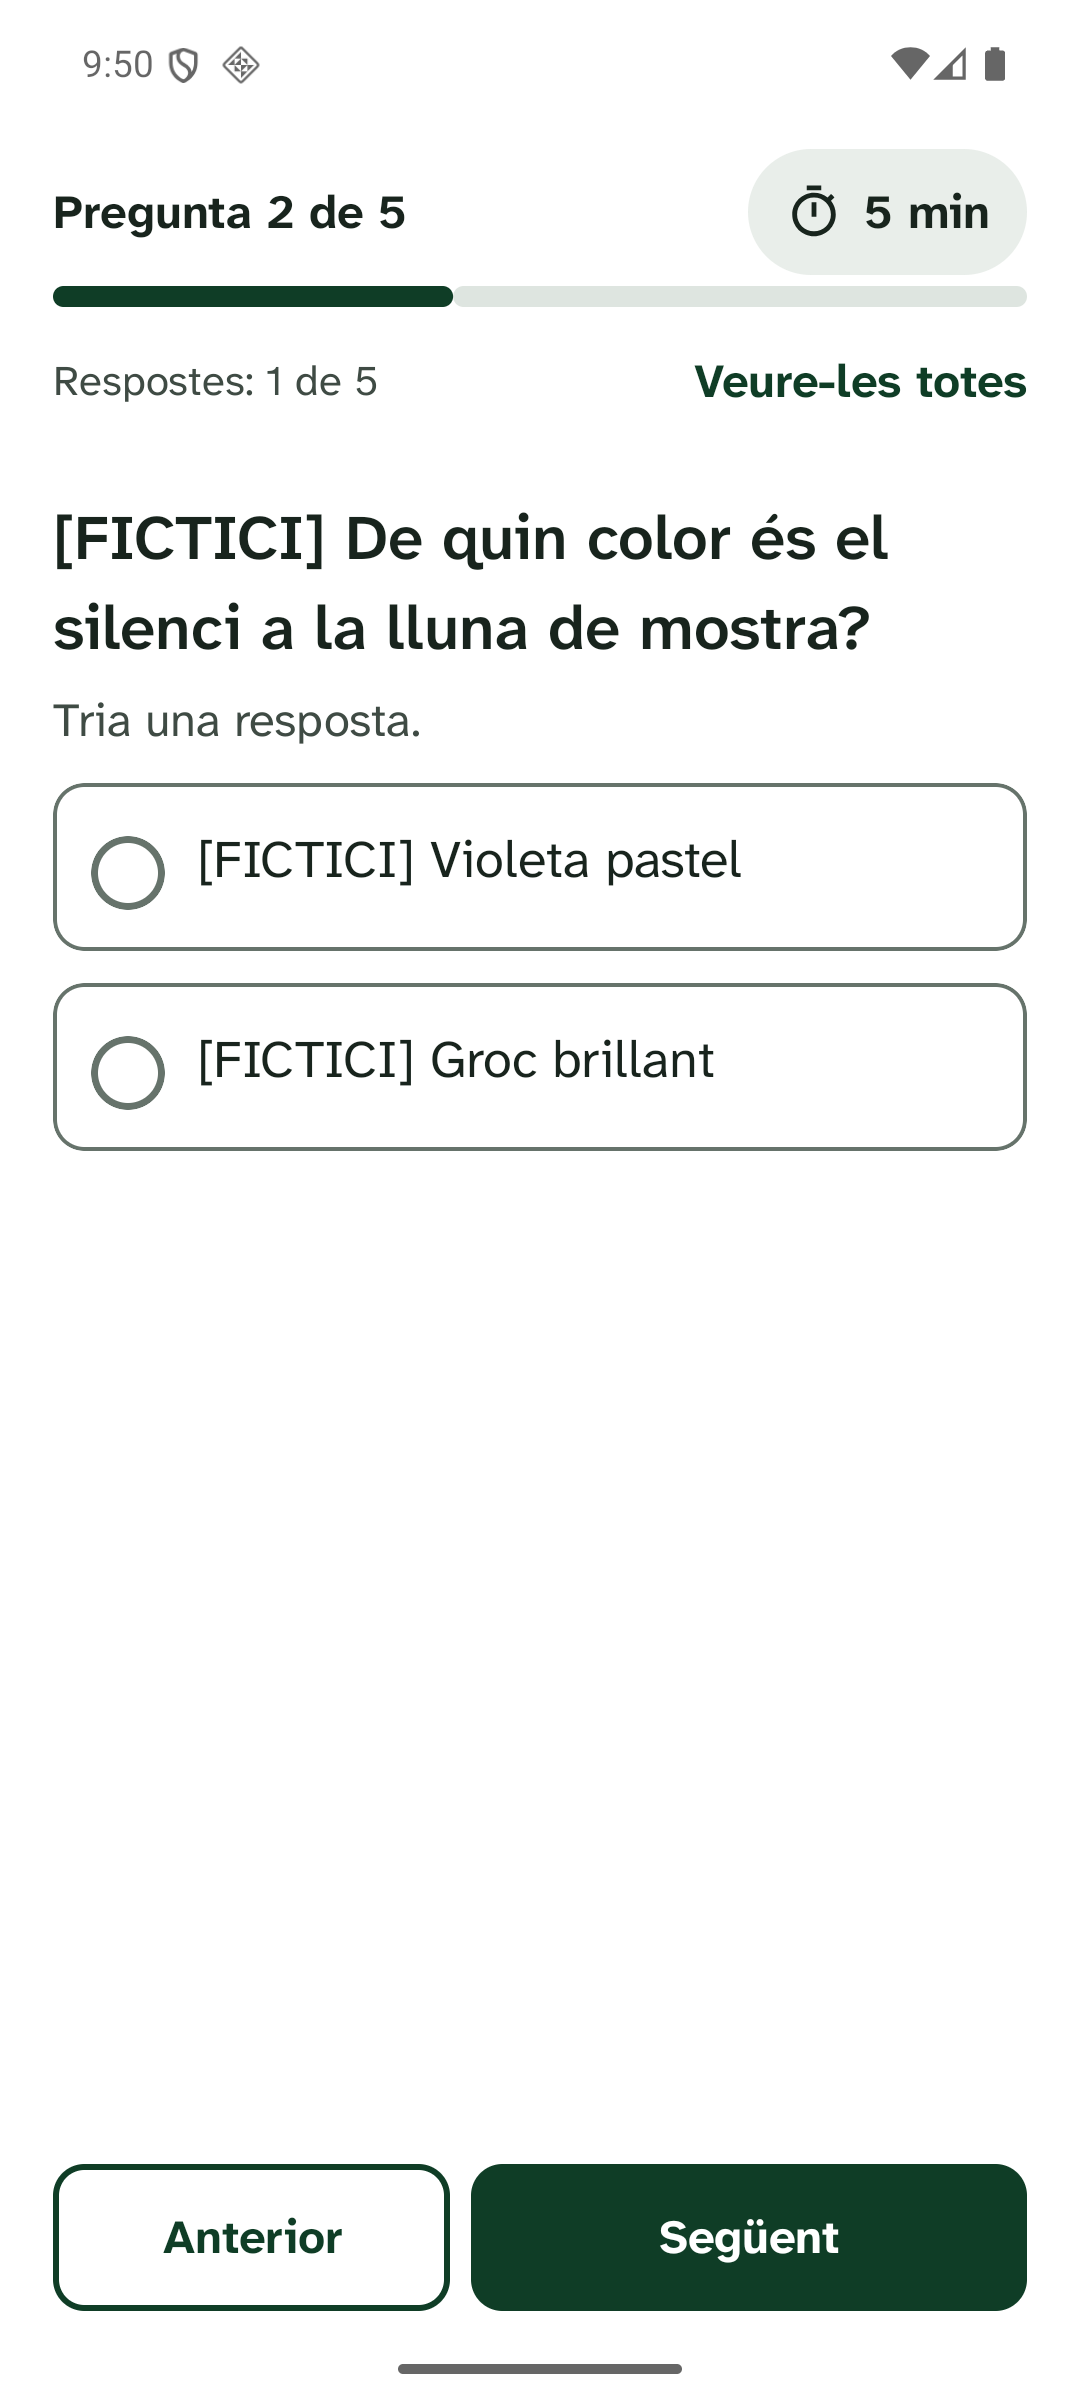 9:50
Pregunta 2 de 5
5 min
Respostes: 1 de 5
Veure-les totes
[FICTICI] De quin color és el
silenci a la lluna de mostra?
Tria una resposta.
[FICTICI] Violeta pastel
[FICTICI] Groc brillant
Anterior
Següent